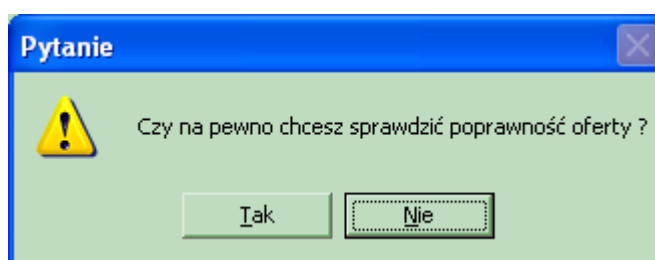 Pytanie
Czy na pewno chcesz sprawdzić poprawność oferty ?
Tak
Nie